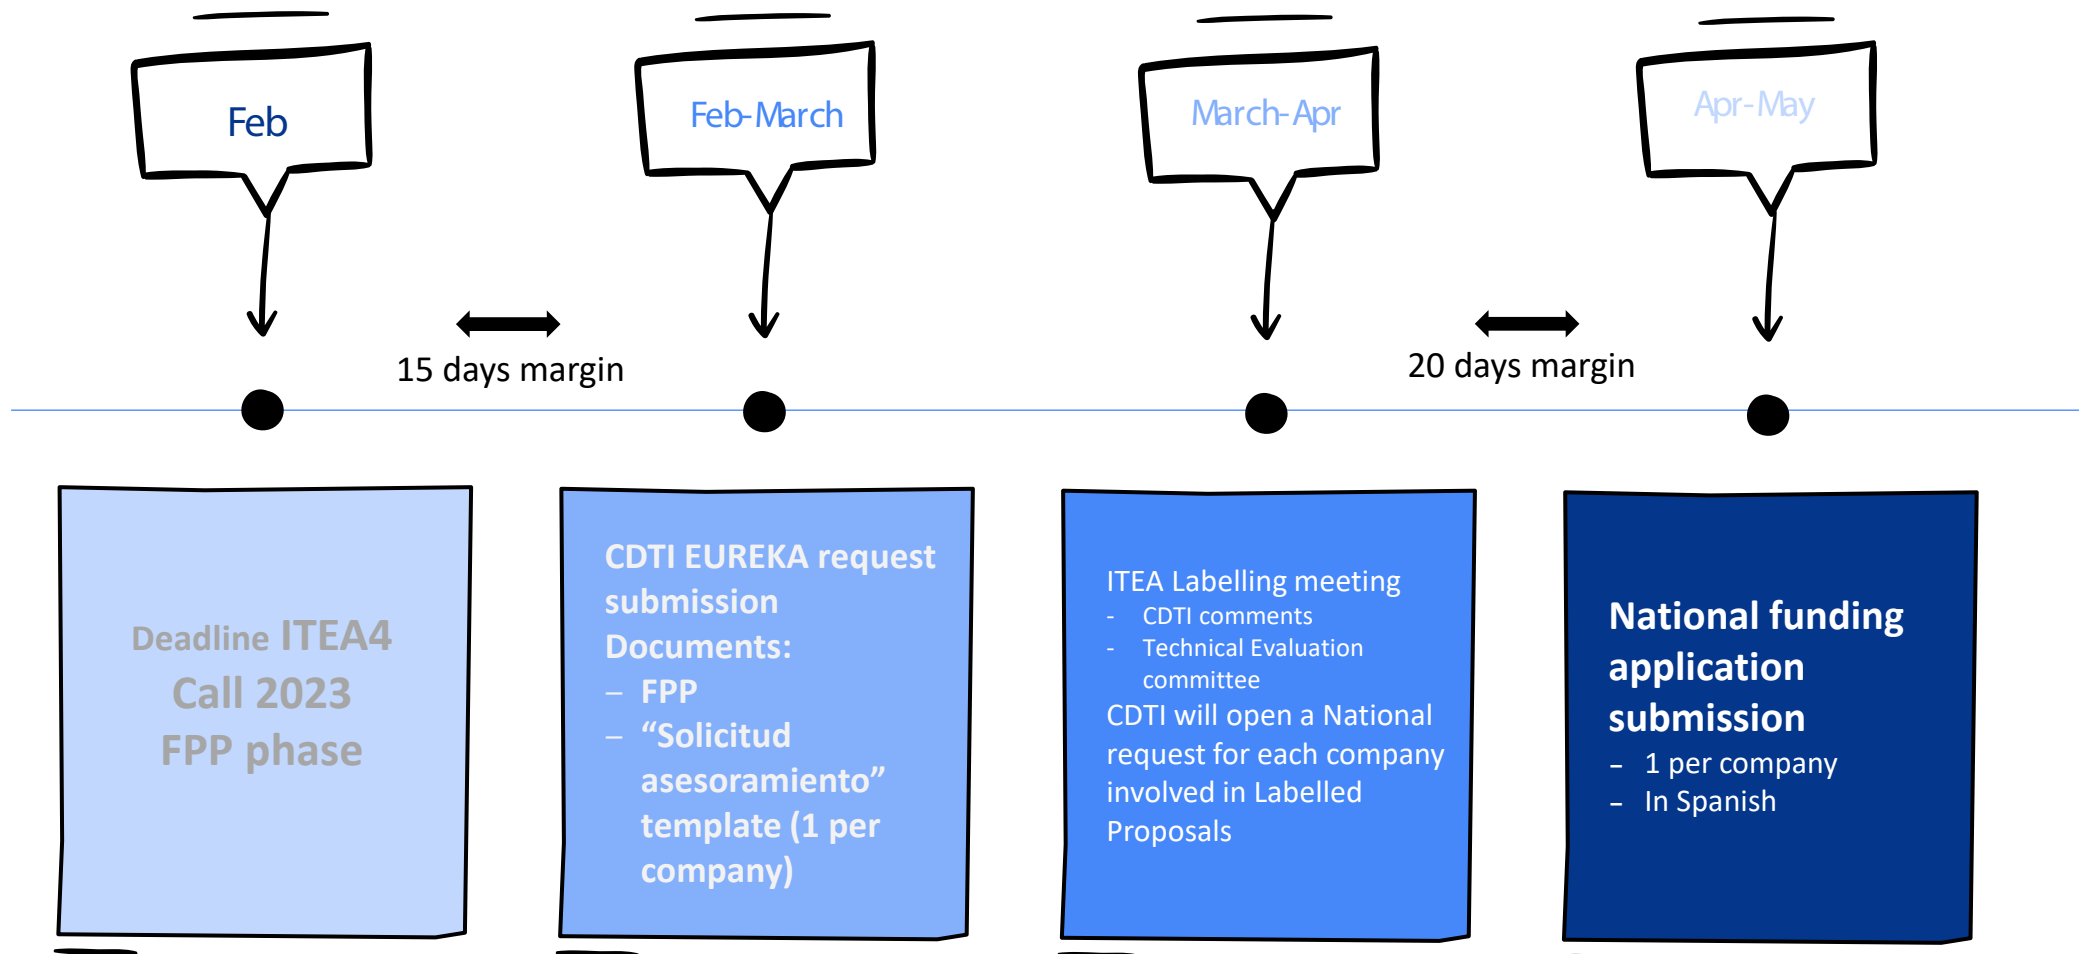 Feb
Feb-March
March-Apr
Apr-May
15 days margin
20 days margin
Deadline ITEA4
Call 2023
FPP phase
CDTI EUREKA request
submission
Documents:
– FPP
– “Solicitud
asesoramiento”
template (1 per
company)
ITEA Labelling meeting
- CDTI comments
- Technical Evaluation
committee
CDTI will open a National
request for each company
involved in Labelled
Proposals
National funding
application
submission
– 1 per company
– In Spanish